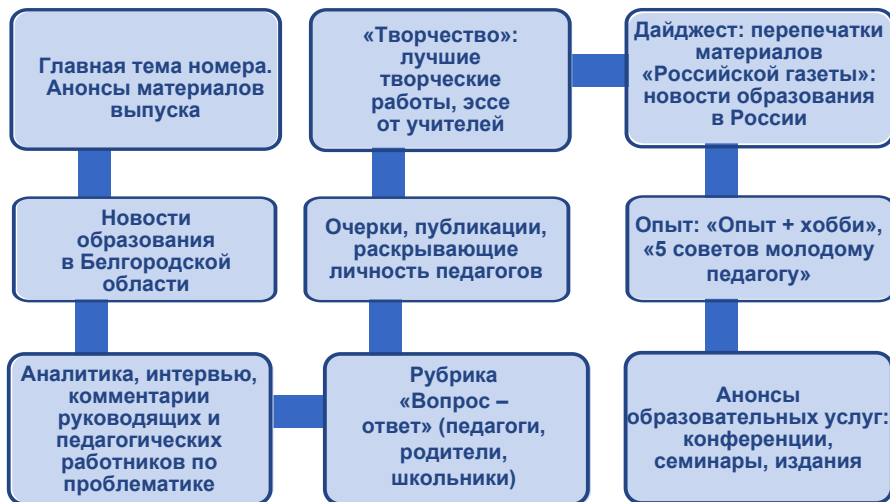 Главная тема номера.
Анонсы материалов
выпуска
Новости
образования
в Белгородской
области
Аналитика, интервью,
комментарии
руководящих и
педагогических
работников по
проблематике
Рубрика
«Вопрос –
ответ» (педагоги,
родители,
школьники)
Очерки, публикации,
раскрывающие
личность педагогов
«Творчество»:
лучшие
творческие
работы, эссе
от учителей
Дайджест: перепечатки
материалов
«Российской газеты»:
новости образования
в России
Опыт: «Опыт + хобби»,
«5 советов молодому
педагогу»
Анонсы
образовательных услуг:
конференции,
семинары, издания